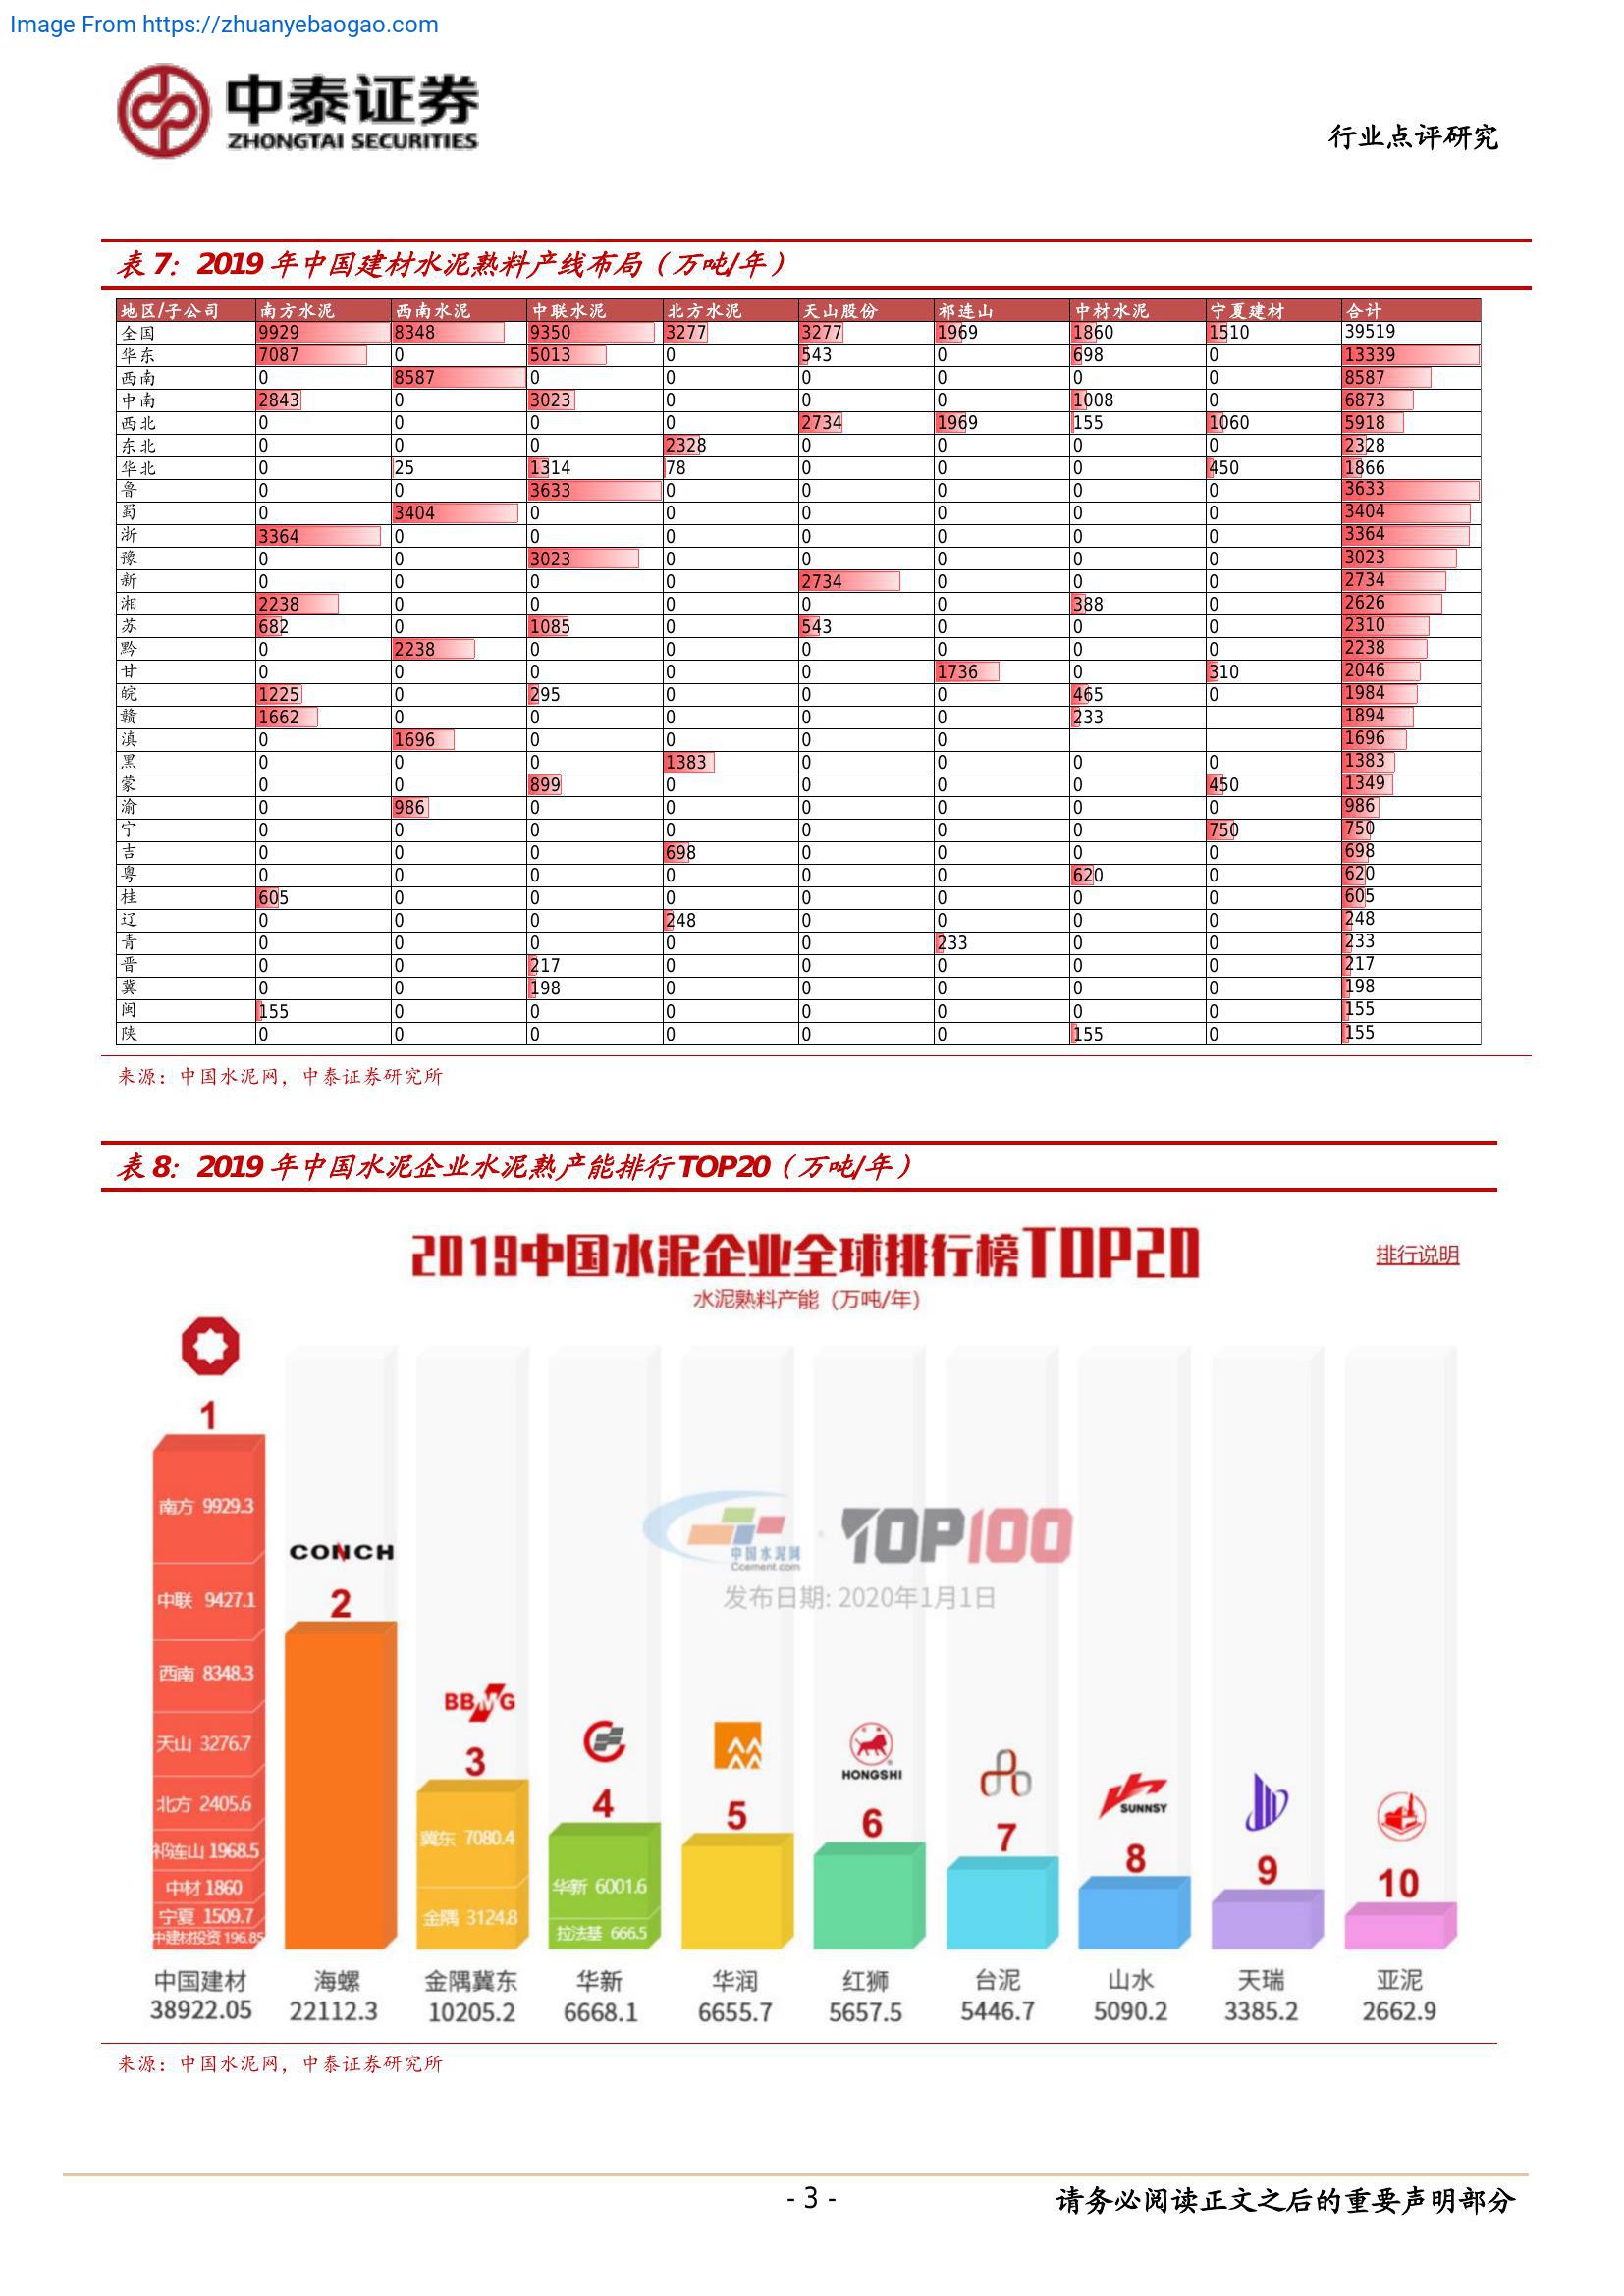 Image From https://zhuanyebaogao.com
中泰证券
ZHONGTAI SECURITIES
行业点评研究
表 7：2019 年中国建材水泥熟料产线布局（万吨/年）
地区/子公司 南方水泥 西南水泥 中联水泥 北方水泥 天山股份 祁连山 中材水泥 宁夏建材 合计
全国 9929 8348 9350 3277 3277 1969 1860 1510 39519
华东 7087 0 5013 0 543 0 698 0 13339
西南 0 8587 0 0 0 0 0 0 8587
中南 2843 0 3023 0 0 0 1008 0 6873
西北 0 0 0 0 2734 1969 155 1060 5918
东北 0 0 0 2328 0 0 0 0 2328
华北 0 25 1314 78 0 0 0 450 1866
鲁 0 0 3633 0 0 0 0 0 3633
蜀 0 3404 0 0 0 0 0 0 3404
浙 3364 0 0 0 0 0 0 0 3364
豫 0 0 3023 0 0 0 0 0 3023
新 0 0 0 0 2734 0 0 0 2734
湘 2238 0 0 0 0 0 388 0 2626
苏 682 0 1085 0 543 0 0 0 2310
黔 0 2238 0 0 0 0 0 0 2238
甘 0 0 0 0 0 1736 0 310 2046
皖 1225 0 295 0 0 0 465 0 1984
赣 1662 0 0 0 0 0 233 1894
滇 0 1696 0 0 0 0 1696
黑 0 0 0 1383 0 0 0 0 1383
蒙 0 0 899 0 0 0 0 450 1349
渝 0 986 0 0 0 0 0 0 986
宁 0 0 0 0 0 0 0 750 750
吉 0 0 0 698 0 0 0 0 698
粤 0 0 0 0 0 0 620 0 620
桂 605 0 0 0 0 0 0 0 605
辽 0 0 0 248 0 0 0 0 248
青 0 0 0 0 0 233 0 0 233
晋 0 0 217 0 0 0 0 0 217
冀 0 0 198 0 0 0 0 0 198
闽 155 0 0 0 0 0 0 0 155
陕 0 0 0 0 0 0 155 0 155
来源：中国水泥网，中泰证券研究所
表 8：2019 年中国水泥企业水泥熟产能排行 TOP20（万吨/年）
2019中国水泥企业全球排行榜TOP20
排行说明
水泥熟料产能（万吨/年）
1
南方 9929.3
中联 9427.1
西南 8348.3
天山 3276.7
北方 2405.6
祁连山 1968.5
中材 1860
宁夏 1509.7
中建材投资 196.85
CONCH
2
BBMG
3
冀东 7080.4
金隅 3124.8
4
华新 6001.6
拉法基 666.5
5
HONGSHI
6
7
SUNNSY
8
9
10
中国水泥网
Ccement.com
TOP100
发布日期: 2020年1月1日
中国建材 海螺 金隅冀东 华新 华润 红狮 台泥 山水 天瑞 亚泥
38922.05 22112.3 10205.2 6668.1 6655.7 5657.5 5446.7 5090.2 3385.2 2662.9
来源：中国水泥网，中泰证券研究所
- 3 -
请务必阅读正文之后的重要声明部分